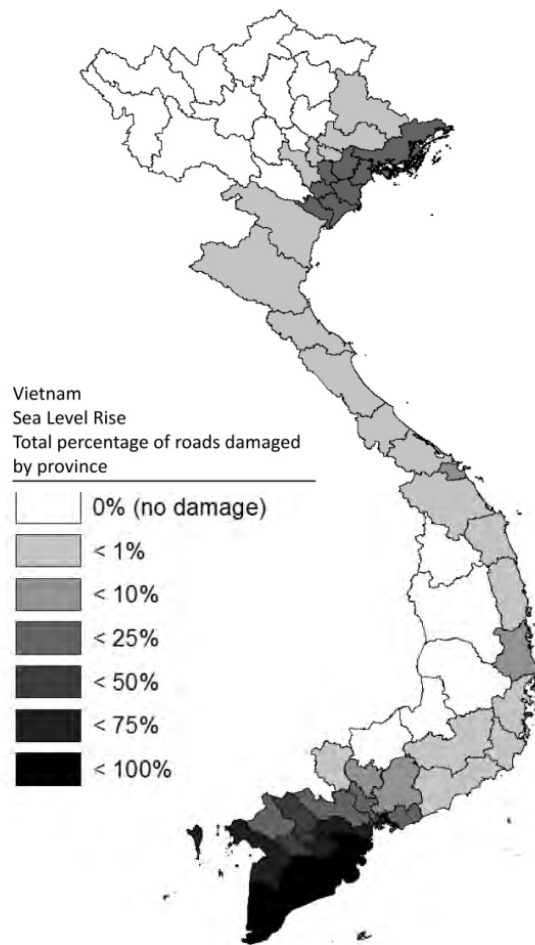 Vietnam
Sea Level Rise
Total percentage of roads damaged
by province
0% (no damage)
< 1%
< 10%
< 25%
< 50%
< 75%
< 100%